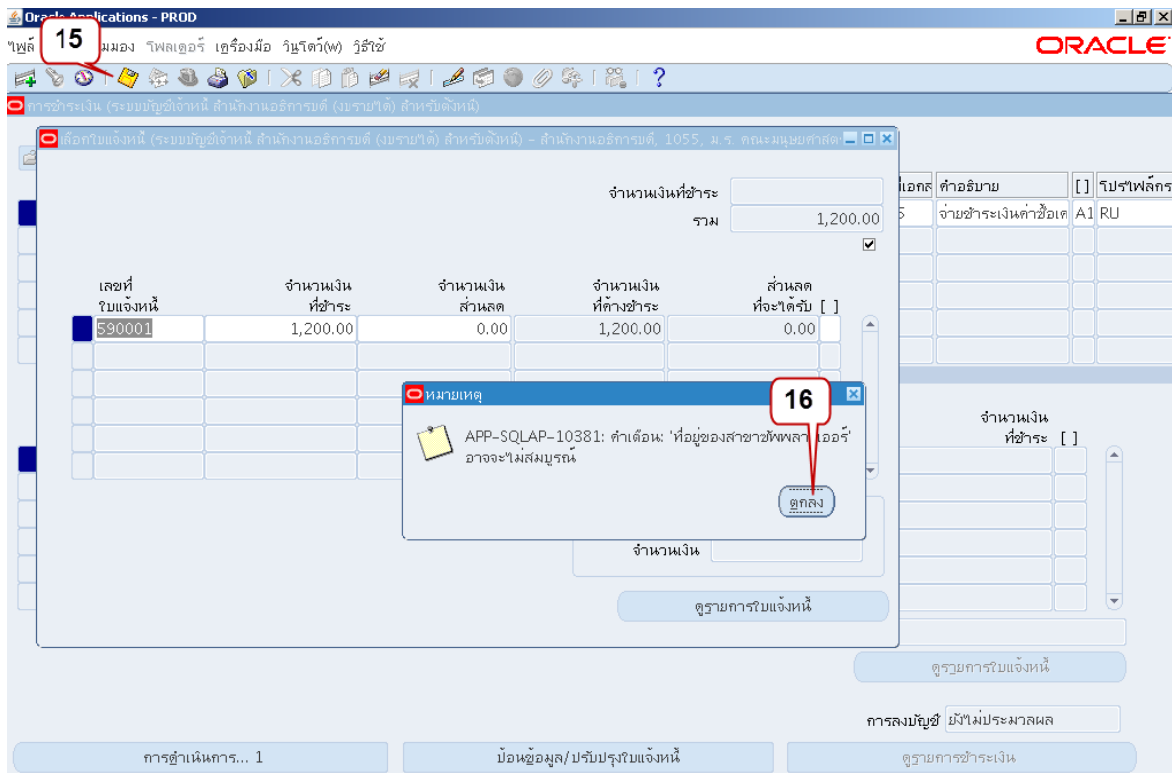 Oracle Applications - PROD
15
มุมมอง โฟลเดอร์ เครื่องมือ วินโดว์(W) วิธีใช้
ORACLE
การชำระเงิน (ระบบบัญชีเจ้าหนี้ สำนักงานอธิการบดี (งบรายได้) สำหรับตั้งหนี้)
เลือกใบแจ้งหนี้ (ระบบบัญชีเจ้าหนี้ สำนักงานอธิการบดี (งบรายได้) สำหรับตั้งหนี้) - สำนักงานอธิการบดี, 1055, ม.ร. คณะมนุษยศาสต
จำนวนเงินที่ชำระ
รวม 1,200.00
คำอธิบาย [ ] โปรไฟล์กร
5 จ่ายชำระเงินค่าซื้อเค A1 RU
เลขที่ จำนวนเงิน จำนวนเงิน จำนวนเงิน ส่วนลด
ใบแจ้งหนี้ ที่ชำระ ส่วนลด ที่ค้างชำระ ที่จะได้รับ [ ]
590001 1,200.00 0.00 1,200.00 0.00
หมายเหตุ
16
APP-SQLAP-10381: คำเตือน: 'ที่อยู่ของสาขาซัพพลายเออร์'
อาจจะไม่สมบูรณ์
ตกลง
จำนวนเงิน
ที่ชำระ [ ]
จำนวนเงิน
ดูรายการใบแจ้งหนี้
ดูรายการใบแจ้งหนี้
การลงบัญชี ยังไม่ประมวลผล
การดำเนินการ... 1
ป้อนข้อมูล/ปรับปรุงใบแจ้งหนี้
ดูรายการชำระเงิน